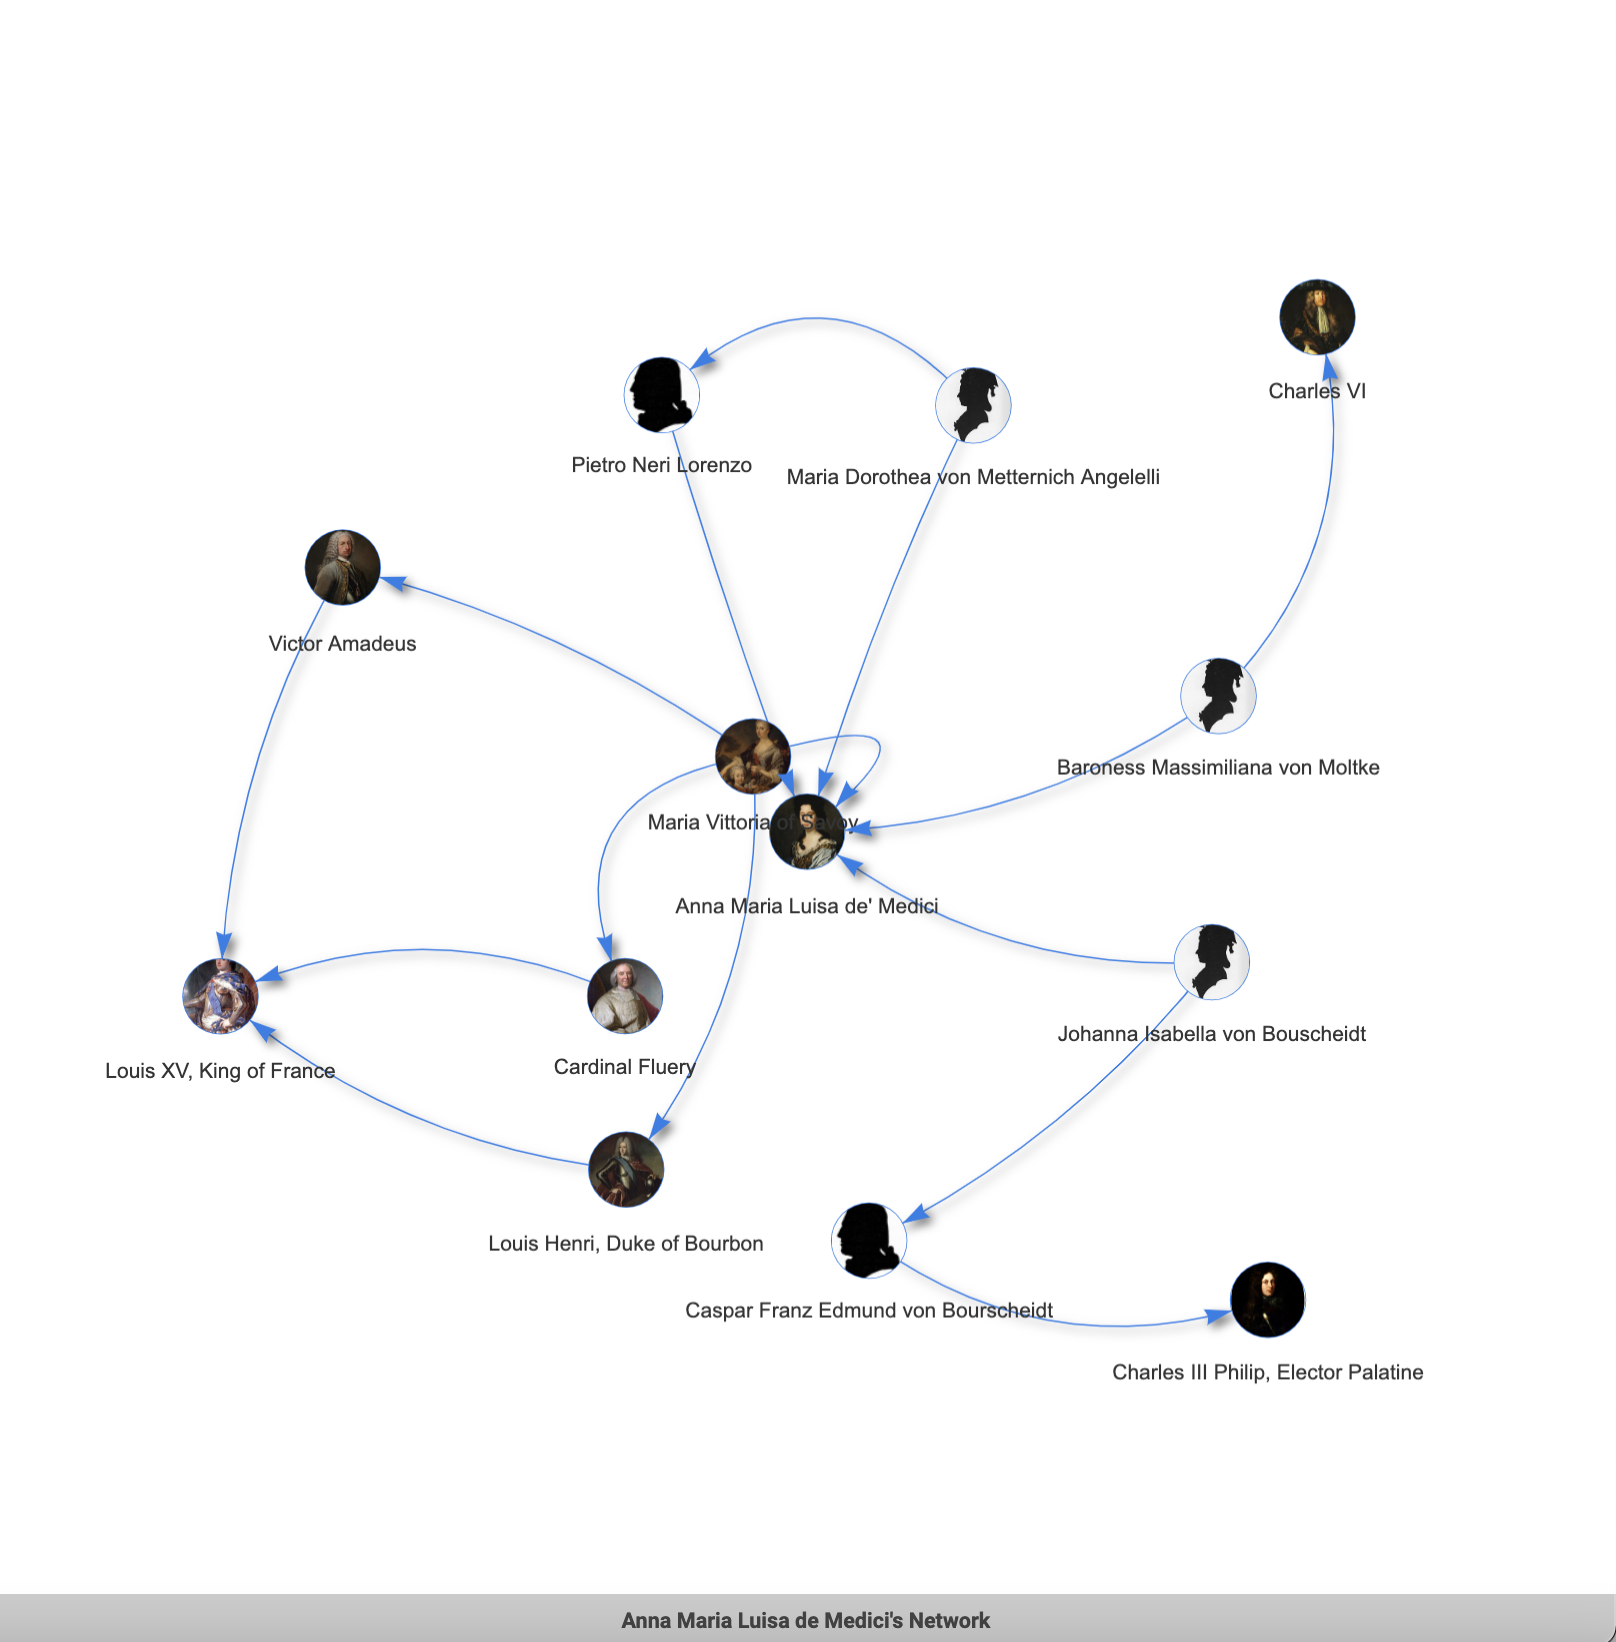 Charles VI
Pietro Neri Lorenzo
Maria Dorothea von Metternich Angelelli
Victor Amadeus
Baroness Massimiliana von Moltke
Maria Vittoria of Savoy
Anna Maria Luisa de' Medici
Johanna Isabella von Bouscheidt
Louis XV, King of France
Cardinal Fluery
Louis Henri, Duke of Bourbon
Caspar Franz Edmund von Bourscheidt
Charles III Philip, Elector Palatine
Anna Maria Luisa de Medici's Network